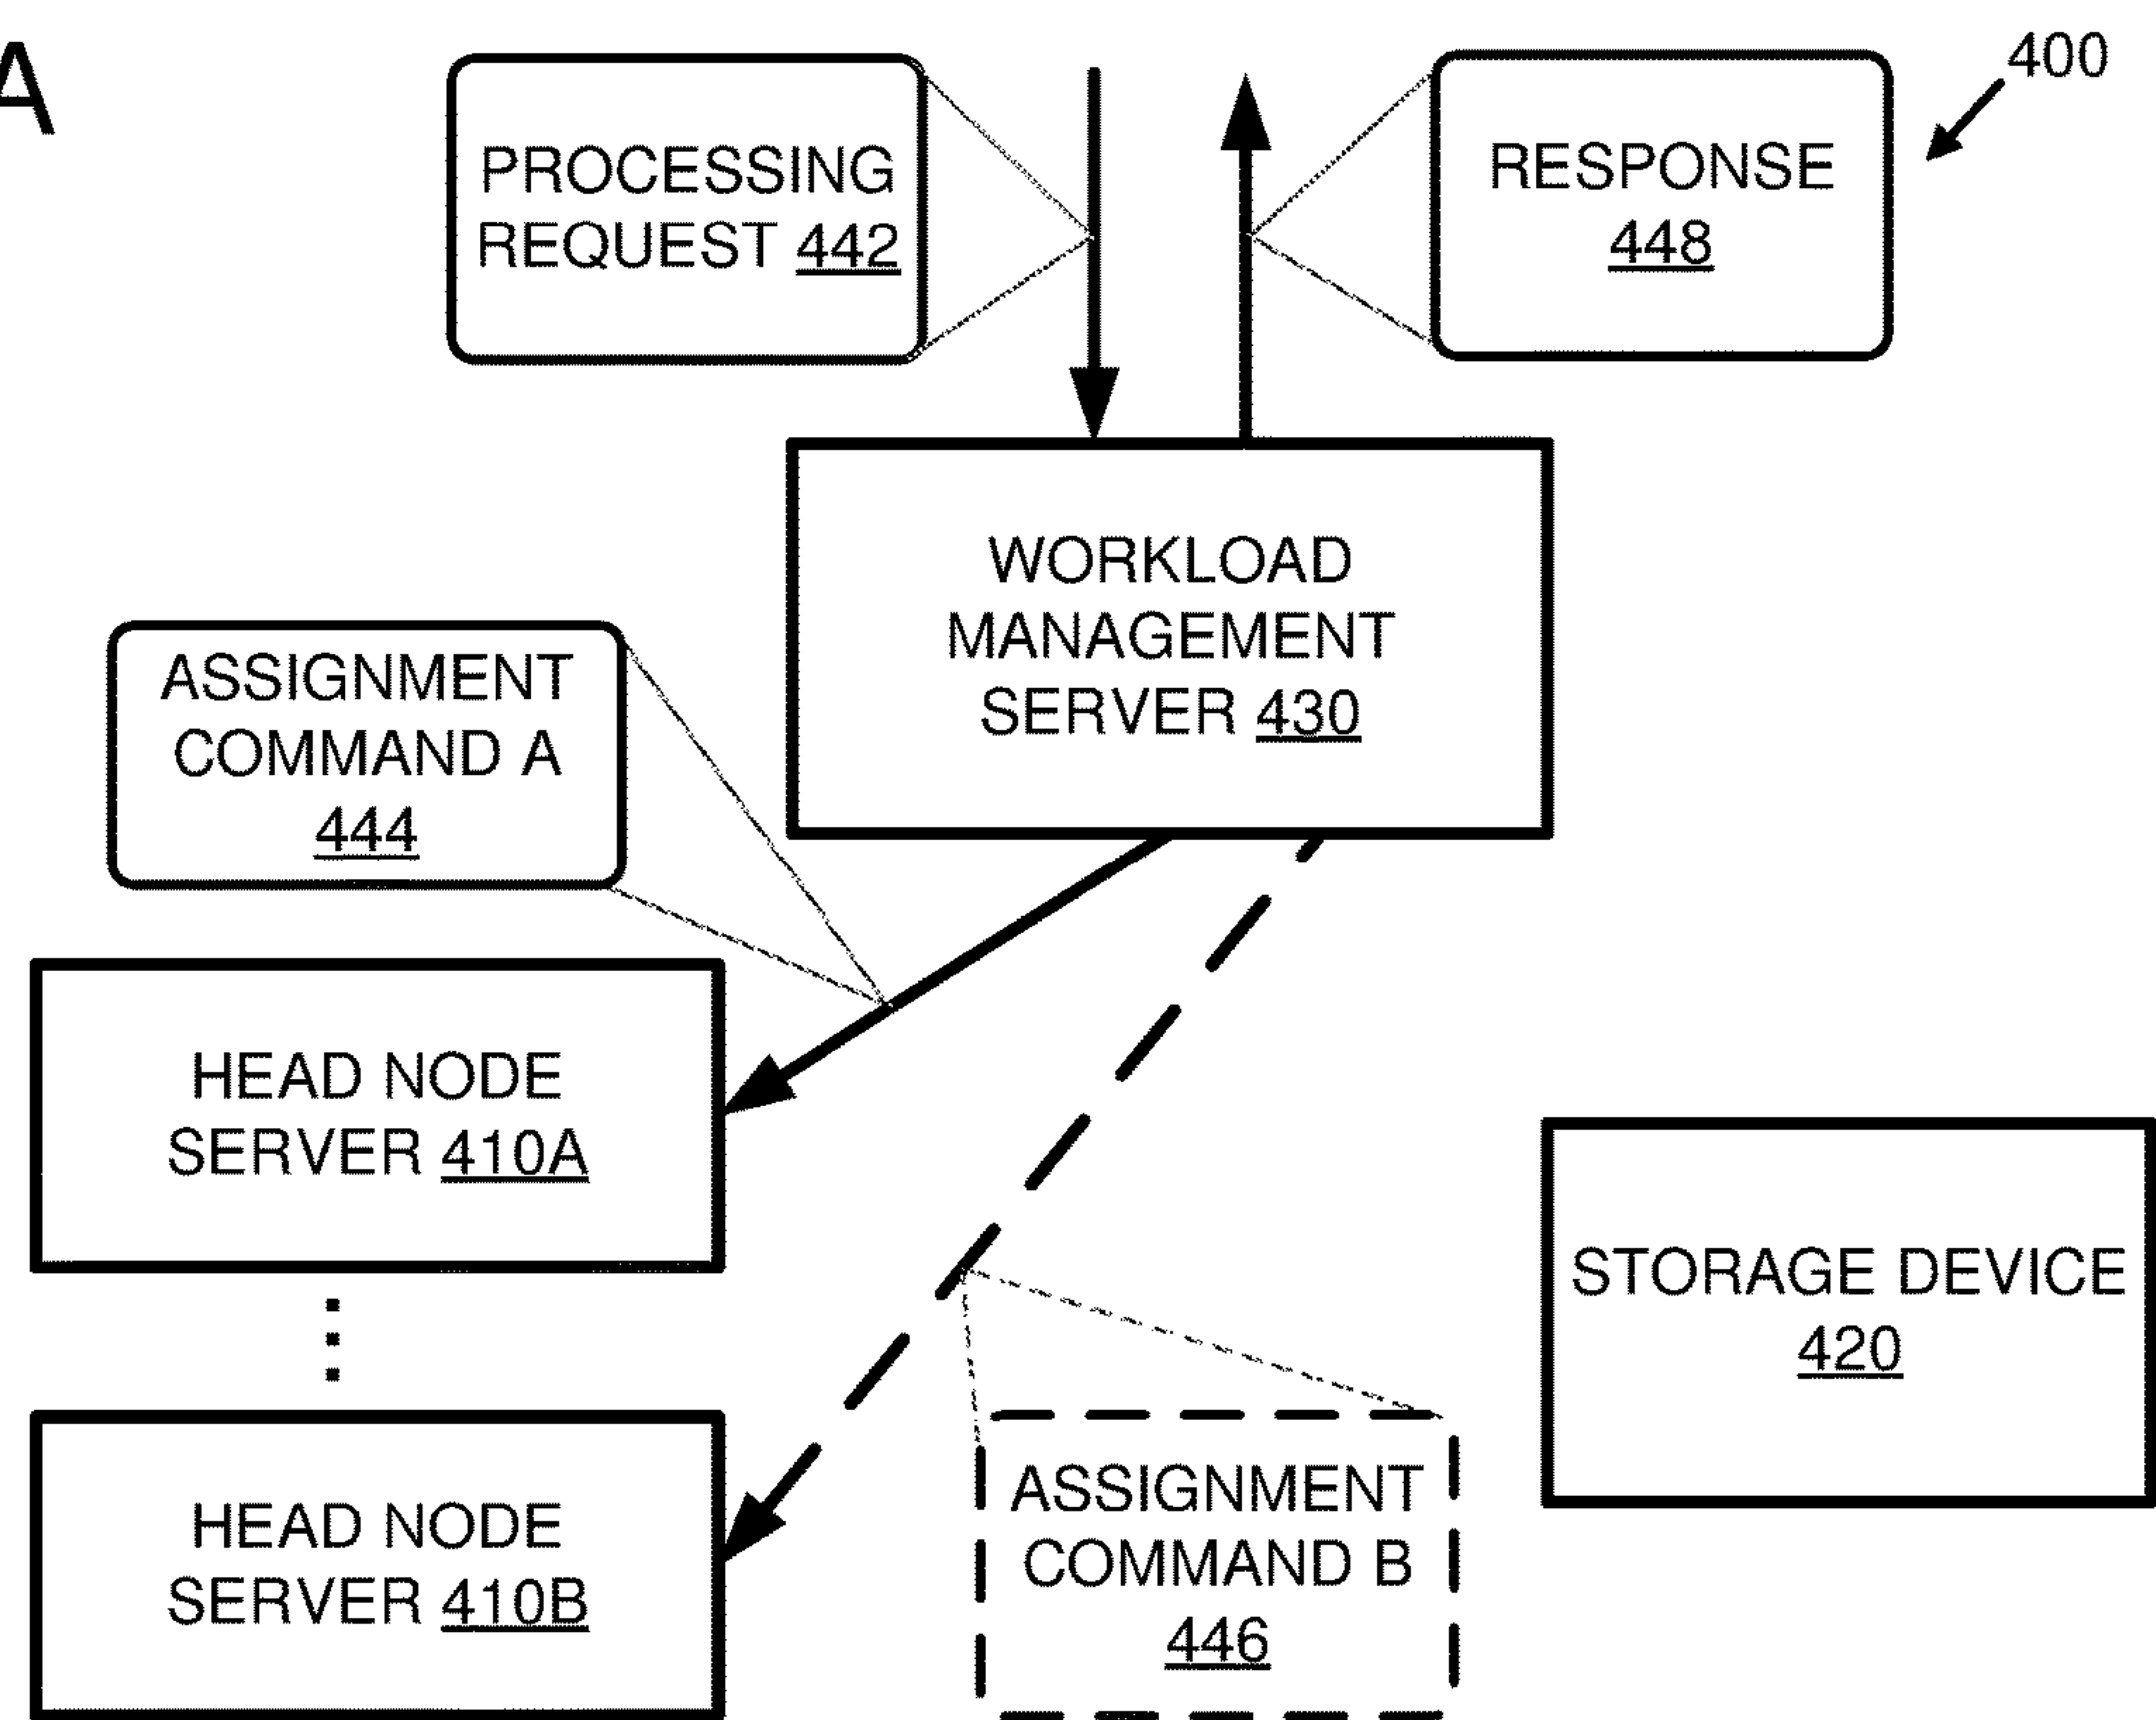 A
PROCESSING
REQUEST 442
RESPONSE
448
400
WORKLOAD
MANAGEMENT
SERVER 430
ASSIGNMENT
COMMAND A
444
HEAD NODE
SERVER 410A
STORAGE DEVICE
420
HEAD NODE
SERVER 410B
ASSIGNMENT
COMMAND B
446